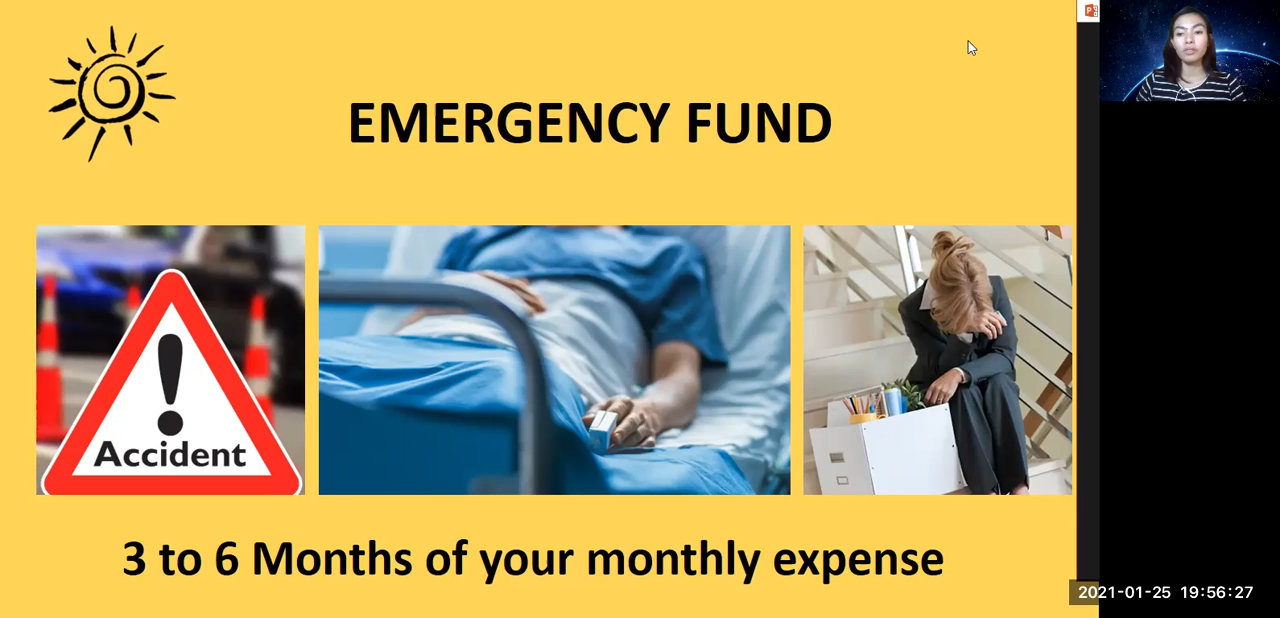 EMERGENCY FUND
Accident
3 to 6 Months of your monthly expense
2021-01-25 19:56:27